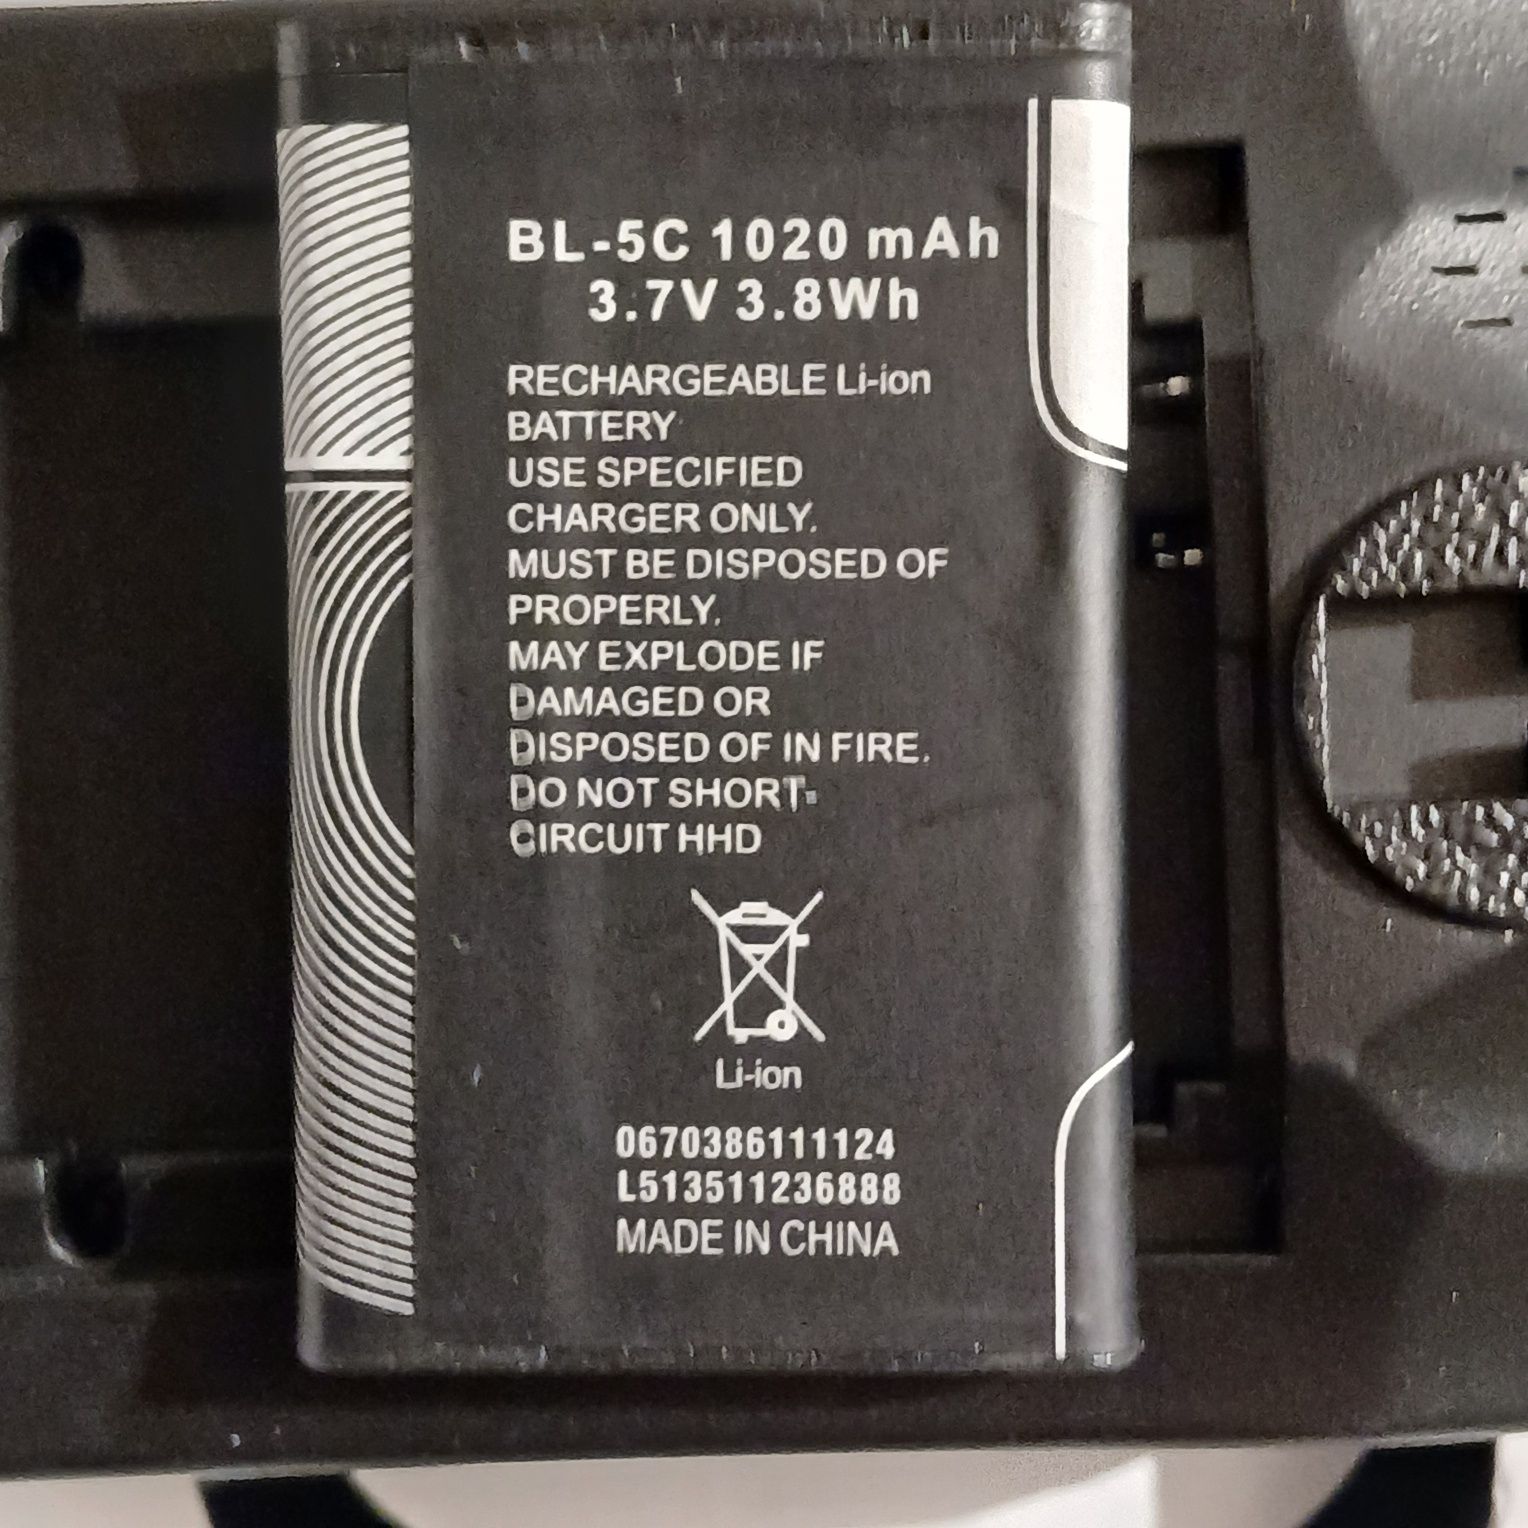 BL-5C 1020 mAh
3.7V 3.8Wh
RECHARGEABLE Li-ion
BATTERY
USE SPECIFIED
CHARGER ONLY.
MUST BE DISPOSED OF
PROPERLY.
MAY EXPLODE IF
DAMAGED OR
DISPOSED OF IN FIRE.
DO NOT SHORT-
CIRCUIT HHD
Li-ion
0670386111124
L513511236888
MADE IN CHINA